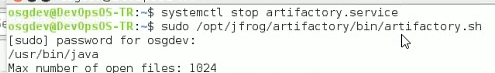 osgdev@DevOpsOS-TR:~$ systemctl stop artifactory.service
osgdev@DevOpsOS-TR:~$ sudo /opt/jfrog/artifactory/bin/artifactory.sh
[sudo] password for osgdev:
/usr/bin/java
Max number of open files: 1024